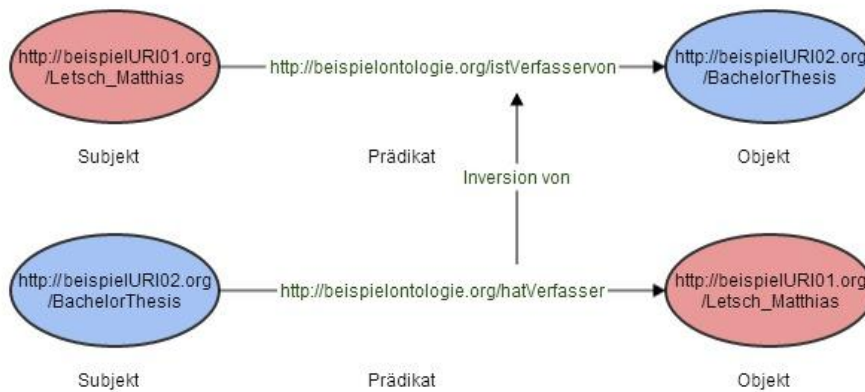 http://beispielURI01.org
/Letsch_Matthias
http://beispielontologie.org/istVerfasservon
http://beispielURI02.org
/BachelorThesis
Subjekt
Prädikat
Objekt
Inversion von
http://beispielURI02.org
/BachelorThesis
http://beispielontologie.org/hatVerfasser
http://beispielURI01.org
/Letsch_Matthias
Subjekt
Prädikat
Objekt